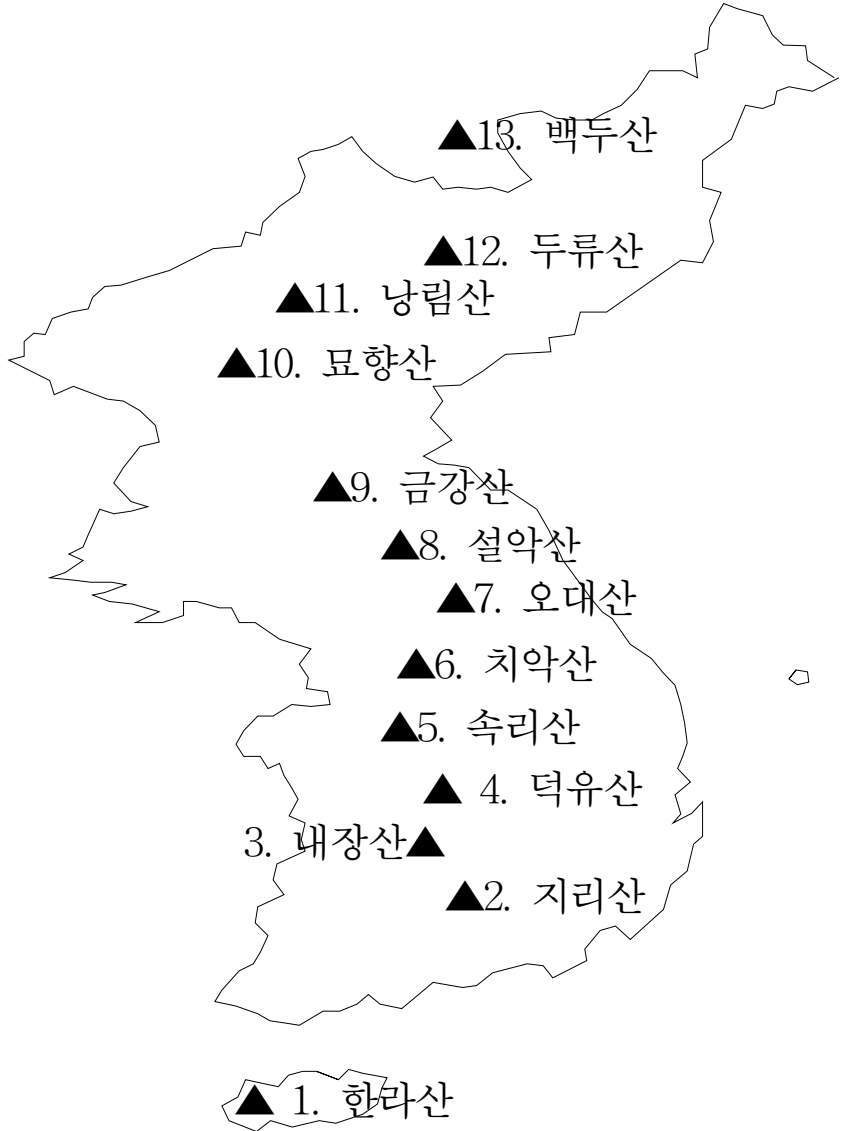 13. 백두산
12. 두류산
11. 낭림산
10. 묘향산
9. 금강산
8. 설악산
7. 오대산
6. 치악산
5. 속리산
4. 덕유산
3. 내장산
2. 지리산
1. 한라산